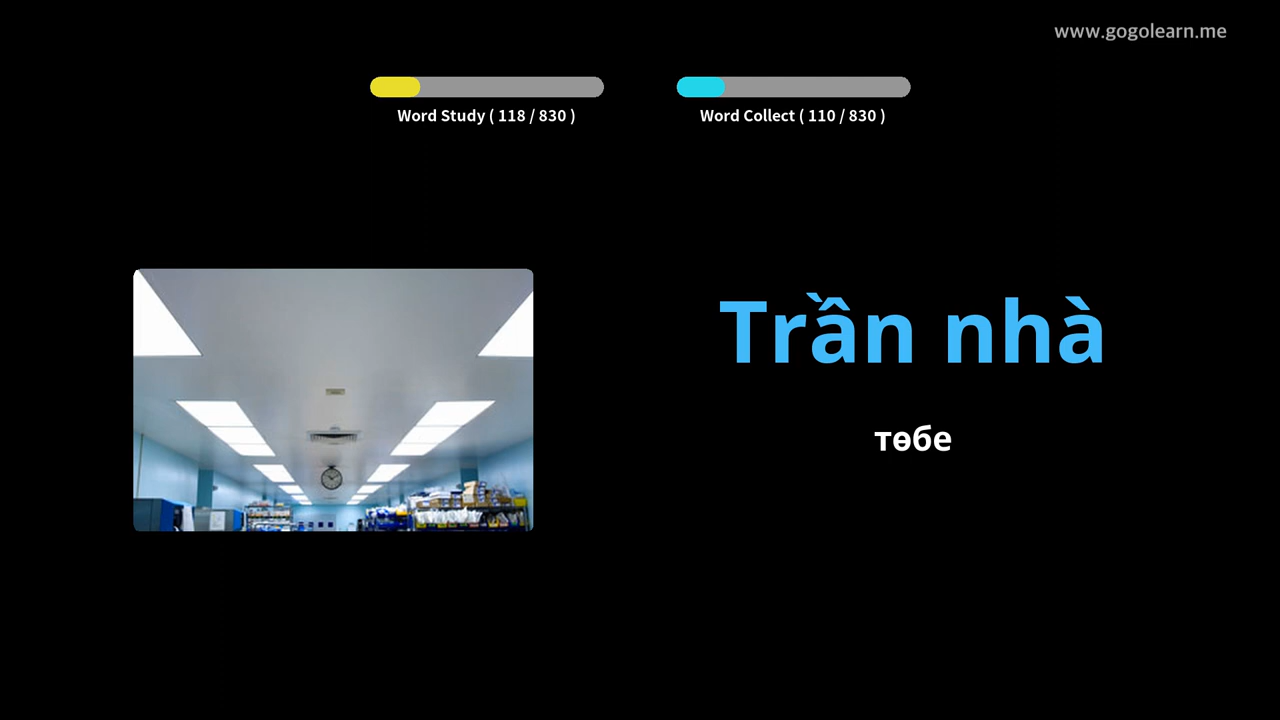 www.gogolearn.me
Word Study ( 118 / 830 )
Word Collect ( 110 / 830 )
Trần nhà
төбе